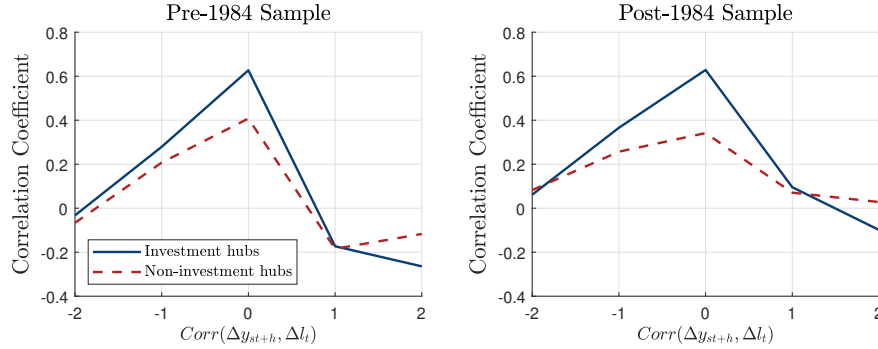 Pre-1984 Sample
0.8
0.6
0.4
0.2
0
-0.2
-0.4
Correlation Coefficient
Investment hubs
Non-investment hubs
-2 -1 0 1 2
Corr(Δy_{st+h}, Δl_t)
Post-1984 Sample
0.8
0.6
0.4
0.2
0
-0.2
-0.4
Correlation Coefficient
-2 -1 0 1 2
Corr(Δy_{st+h}, Δl_t)